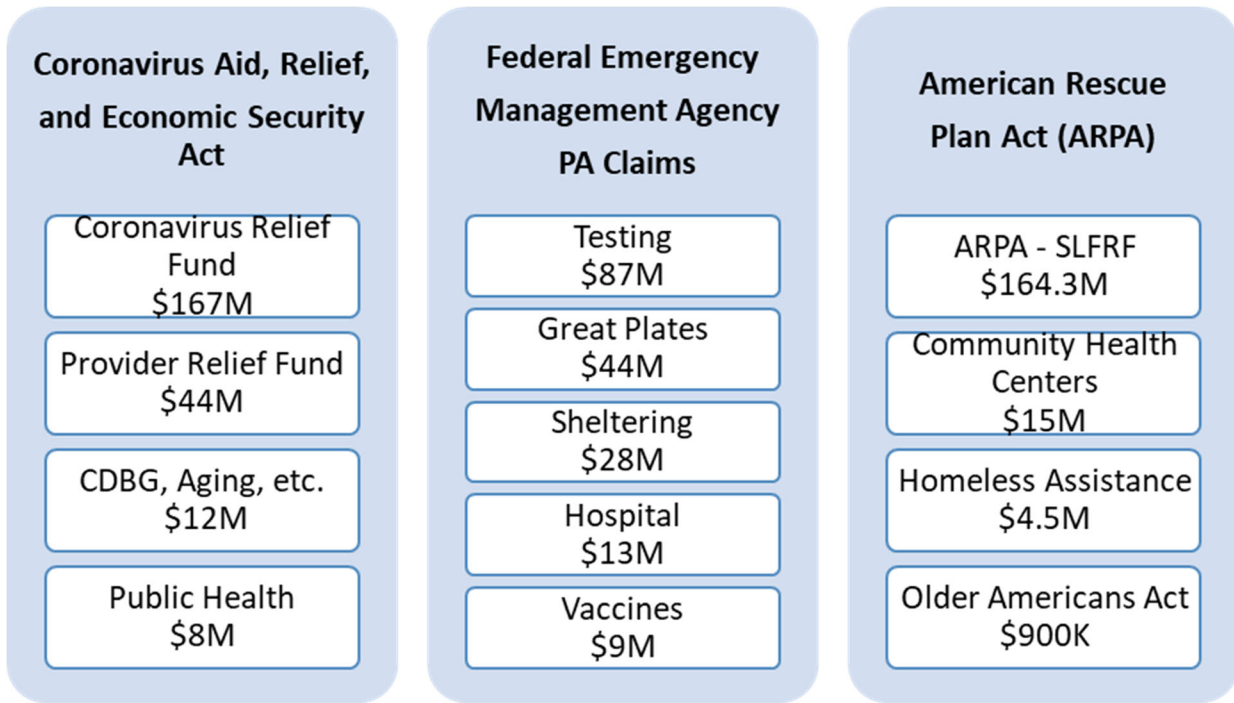 Coronavirus Aid, Relief,
and Economic Security
Act
Coronavirus Relief
Fund
$167M
Provider Relief Fund
$44M
CDBG, Aging, etc.
$12M
Public Health
$8M
Federal Emergency
Management Agency
PA Claims
Testing
$87M
Great Plates
$44M
Sheltering
$28M
Hospital
$13M
Vaccines
$9M
American Rescue
Plan Act (ARPA)
ARPA - SLFRF
$164.3M
Community Health
Centers
$15M
Homeless Assistance
$4.5M
Older Americans Act
$900K